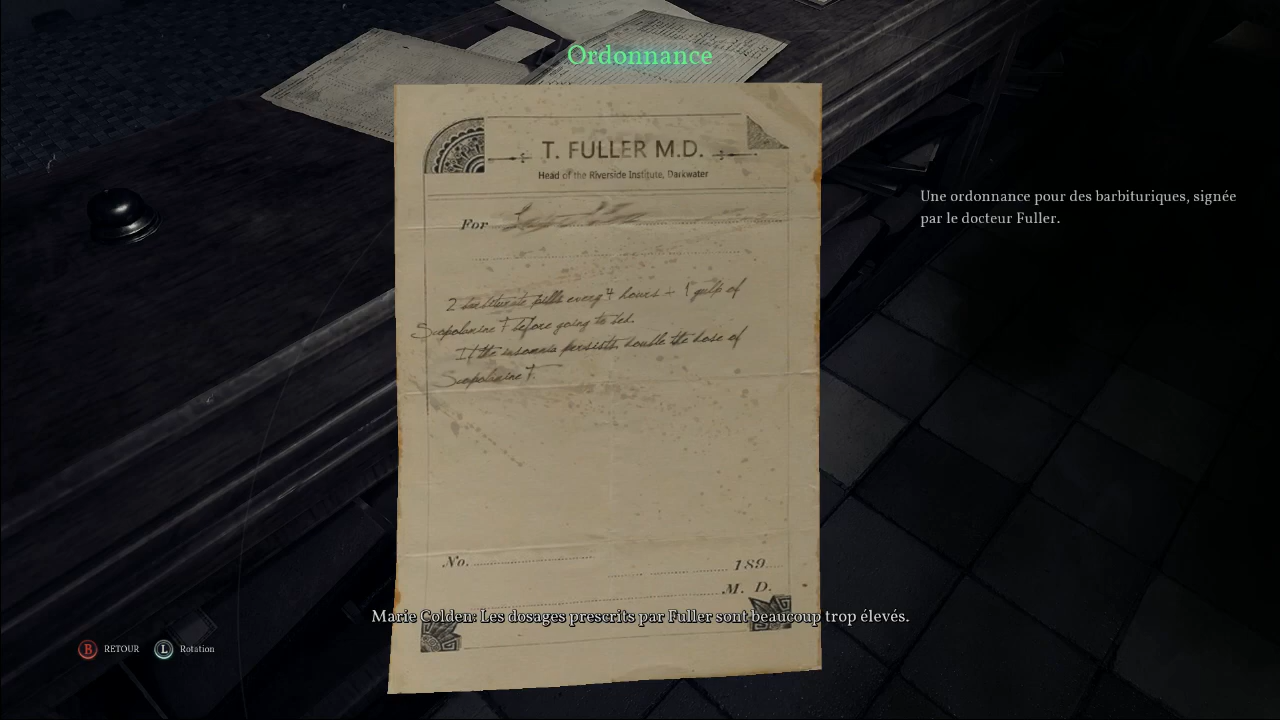 Ordonnance
T. FULLER M.D.
Head of the Riverside Institute, Darkwater
For
Une ordonnance pour des barbituriques, signée
par le docteur Fuller.
2 barbiturate pills every 4 hours - 1 gulp of
Scopolamine T before going to bed.
If the insomnia persists, double the dose of
Scopolamine T.
No.
189
M. D.
Marie Colden: Les dosages prescrits par Fuller sont beaucoup trop élevés.
B RETOUR L Rotation